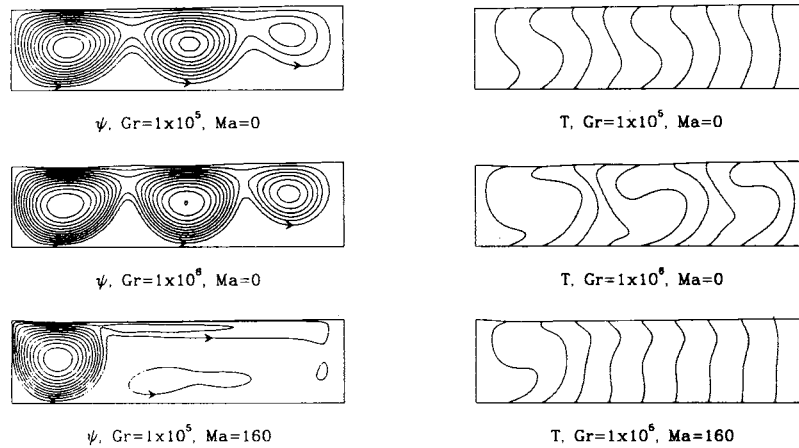 ψ, Gr=1x10⁵, Ma=0
T, Gr=1x10⁵, Ma=0
ψ, Gr=1x10⁶, Ma=0
T, Gr=1x10⁶, Ma=0
ψ, Gr=1x10⁵, Ma=160
T, Gr=1x10⁶, Ma=160